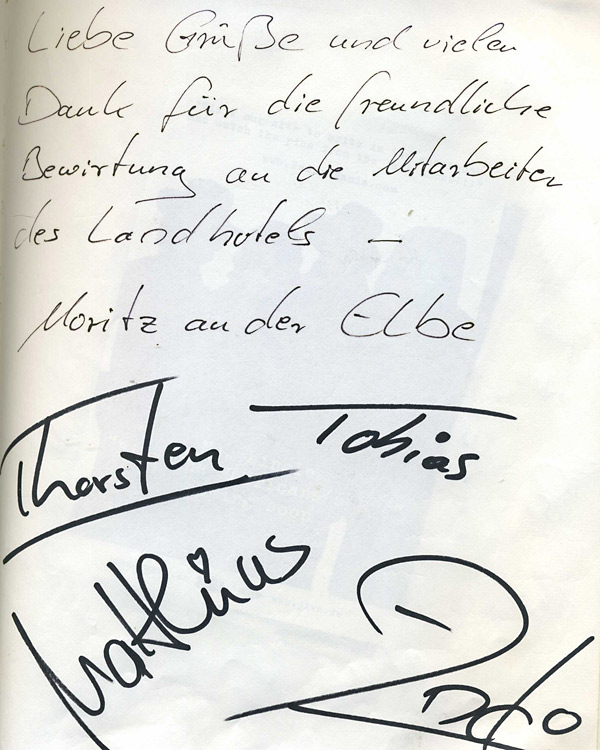 Liebe Grüße und vielen
Dank für die freundliche
Bewirtung an die Mitarbeiter
des Landhotels –
Moritz an der Elbe
Thorsten Tobias
Matthias